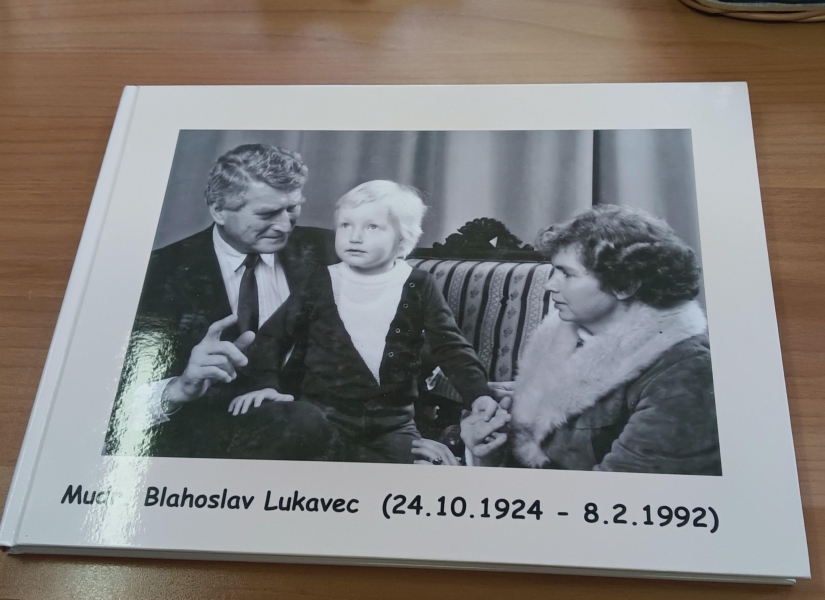 Mudr. Blahoslav Lukavec (24.10.1924 - 8.2.1992)